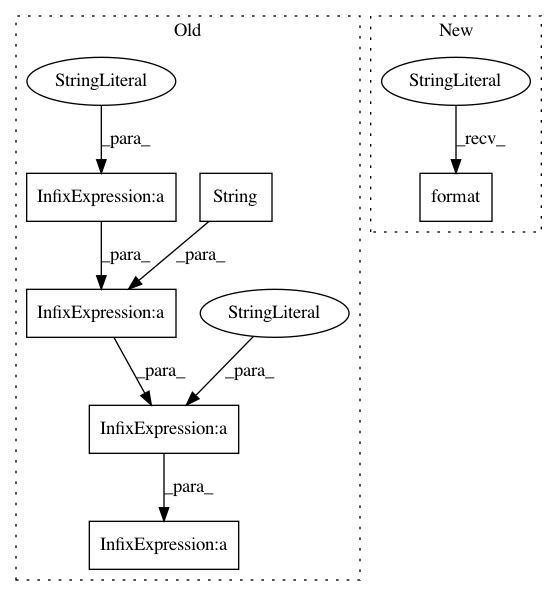 Old
New
StringLiteral
StringLiteral
_para_
_recv_
InfixExpression:a
String
format
_para_
_para_
InfixExpression:a
StringLiteral
_para_
_para_
InfixExpression:a
_para_
InfixExpression:a